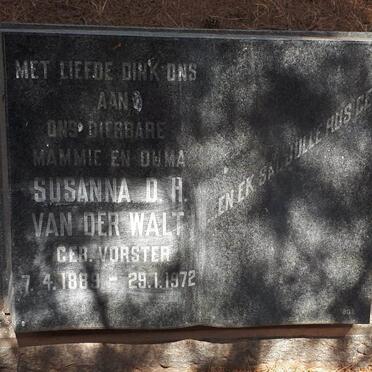 MET LIEFDE DINK ONS
AAN
ONS DIERBARE
MAMMIE EN OUMA
SUSANNA D. R.
VAN DER WALT
GEB. VORSTER
7.4.1889 - 29.1.1972
...EN EK SAL JULLE RUS GE